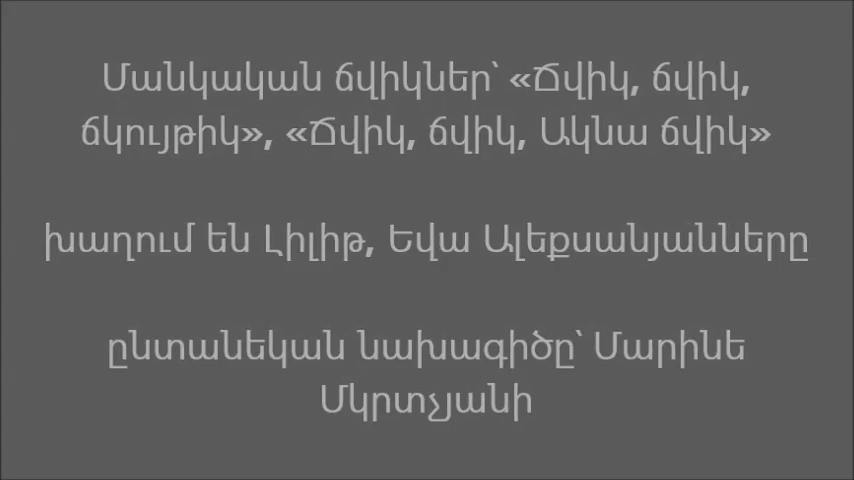 Մանկական ճվիկներ՝ «Ճվիկ, ճվիկ,
ճկույթիկ», «Ճվիկ, ճվիկ, Ակնա ճվիկ»
խաղում են Լիլիթ, Եվա Ալեքսանյանները
ընտանեկան նախագիծը՝ Մարինե
Մկրտչյանի